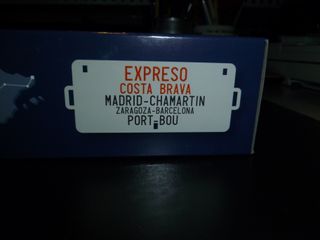 EXPRESO
COSTA BRAVA
MADRID-CHAMARTIN
ZARAGOZA-BARCELONA
PORT-BOU